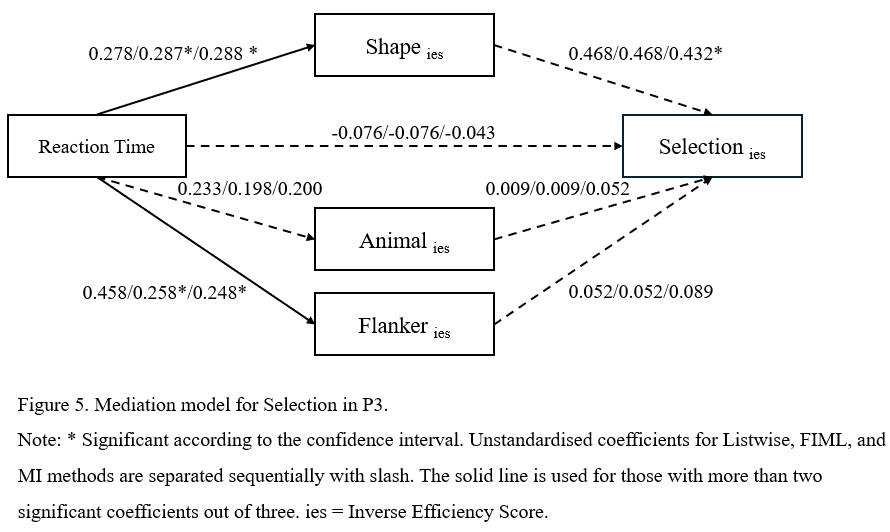 Shape ies
0.278/0.287*/0.288 *
0.468/0.468/0.432*
-0.076/-0.076/-0.043
Reaction Time
Selection ies
0.233/0.198/0.200
0.009/0.009/0.052
Animal ies
0.458/0.258*/0.248*
0.052/0.052/0.089
Flanker ies
Figure 5. Mediation model for Selection in P3.
Note: * Significant according to the confidence interval. Unstandardised coefficients for Listwise, FIML, and
MI methods are separated sequentially with slash. The solid line is used for those with more than two
significant coefficients out of three. ies = Inverse Efficiency Score.